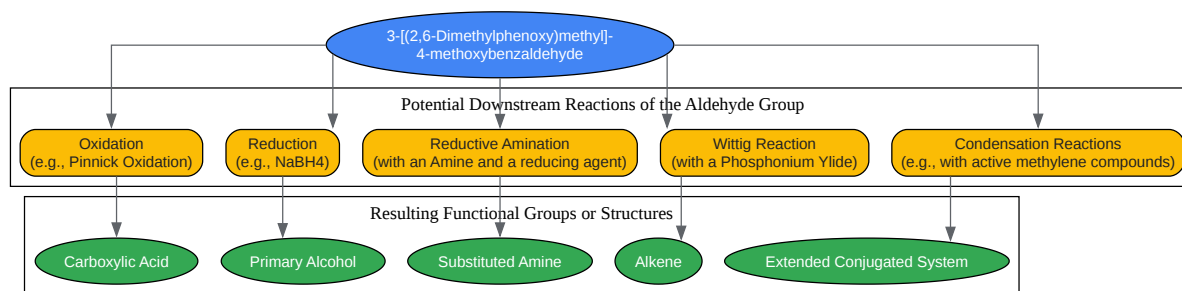 3-[(2,6-Dimethylphenoxy)methyl]-
4-methoxybenzaldehyde
Potential Downstream Reactions of the Aldehyde Group
Oxidation
(e.g., Pinnick Oxidation)
Reduction
(e.g., NaBH4)
Reductive Amination
(with an Amine and a reducing agent)
Wittig Reaction
(with a Phosphonium Ylide)
Condensation Reactions
(e.g., with active methylene compounds)
Resulting Functional Groups or Structures
Carboxylic Acid
Primary Alcohol
Substituted Amine
Alkene
Extended Conjugated System